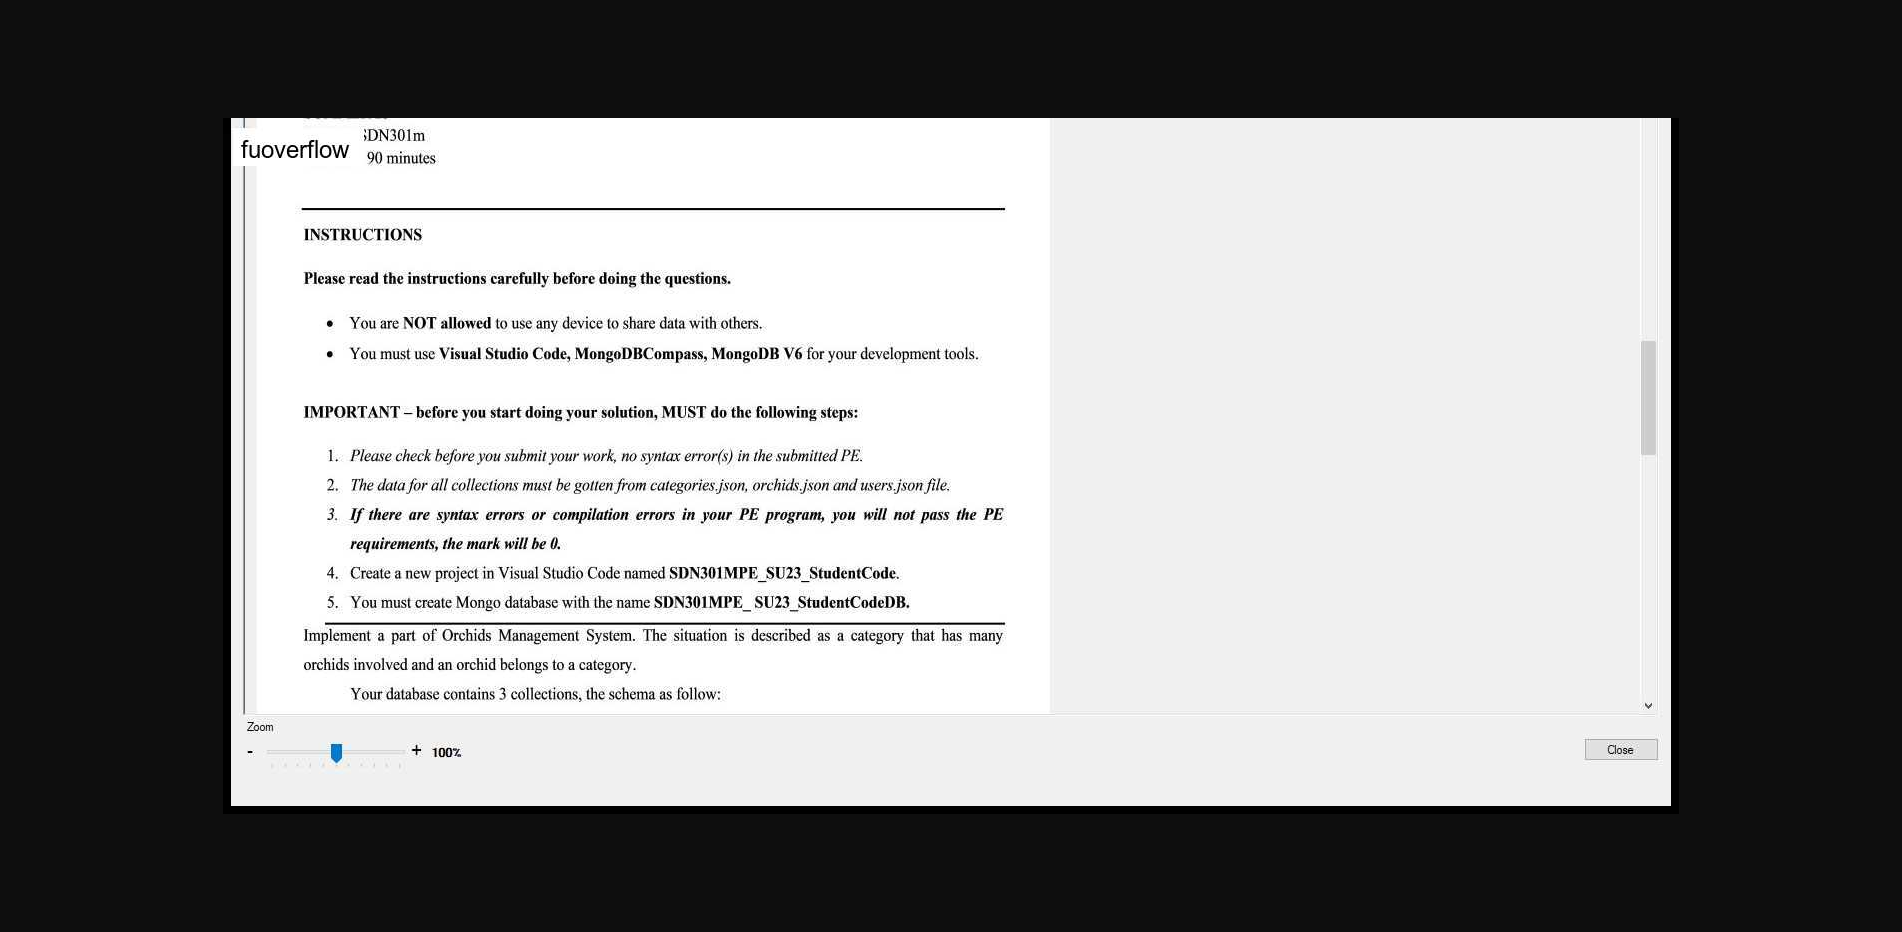 SDN301m
fuoverflow
90 minutes
INSTRUCTIONS
Please read the instructions carefully before doing the questions.
• You are NOT allowed to use any device to share data with others.
• You must use Visual Studio Code, MongoDBCompass, MongoDB V6 for your development tools.
IMPORTANT – before you start doing your solution, MUST do the following steps:
1. Please check before you submit your work, no syntax error(s) in the submitted PE.
2. The data for all collections must be gotten from categories.json, orchids.json and users.json file.
3. If there are syntax errors or compilation errors in your PE program, you will not pass the PE
requirements, the mark will be 0.
4. Create a new project in Visual Studio Code named SDN301MPE_SU23_StudentCode.
5. You must create Mongo database with the name SDN301MPE_ SU23_StudentCodeDB.
Implement a part of Orchids Management System. The situation is described as a category that has many
orchids involved and an orchid belongs to a category.
Your database contains 3 collections, the schema as follow:
Zoom
- + 100%
Close